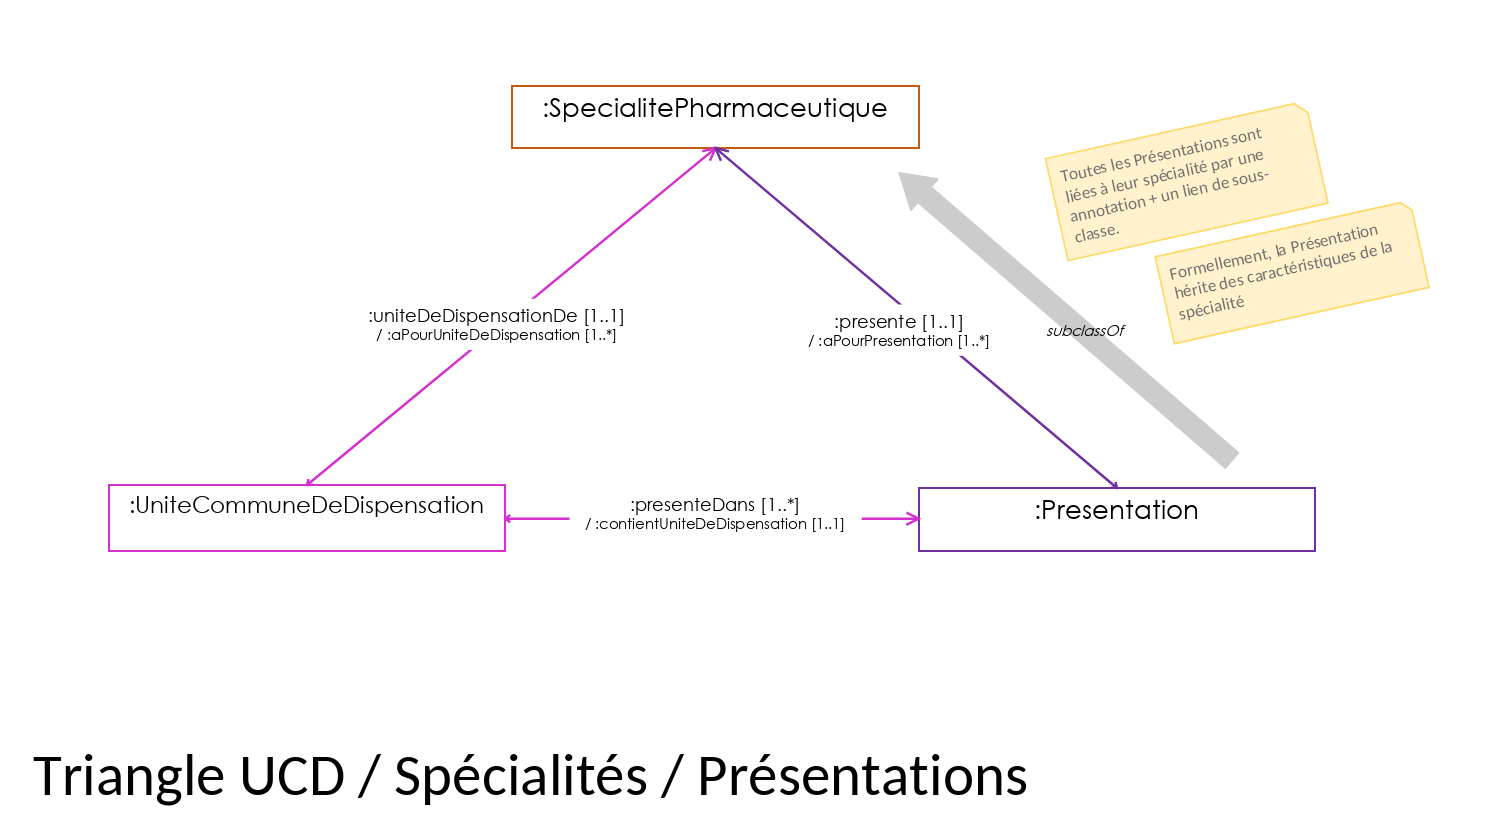 :SpecialitePharmaceutique
Toutes les Présentations sont
liées à leur spécialité par une
annotation + un lien de sous-
classe.
Formellement, la Présentation
hérite des caractéristiques de la
spécialité
:uniteDeDispensationDe [1..1]
/ :aPourUniteDeDispensation [1..*]
:presente [1..1]
/ :aPourPresentation [1..*]
subclassOf
:UniteCommuneDeDispensation
:presenteDans [1..*]
/ :contientUniteDeDispensation [1..1]
:Presentation
Triangle UCD / Spécialités / Présentations